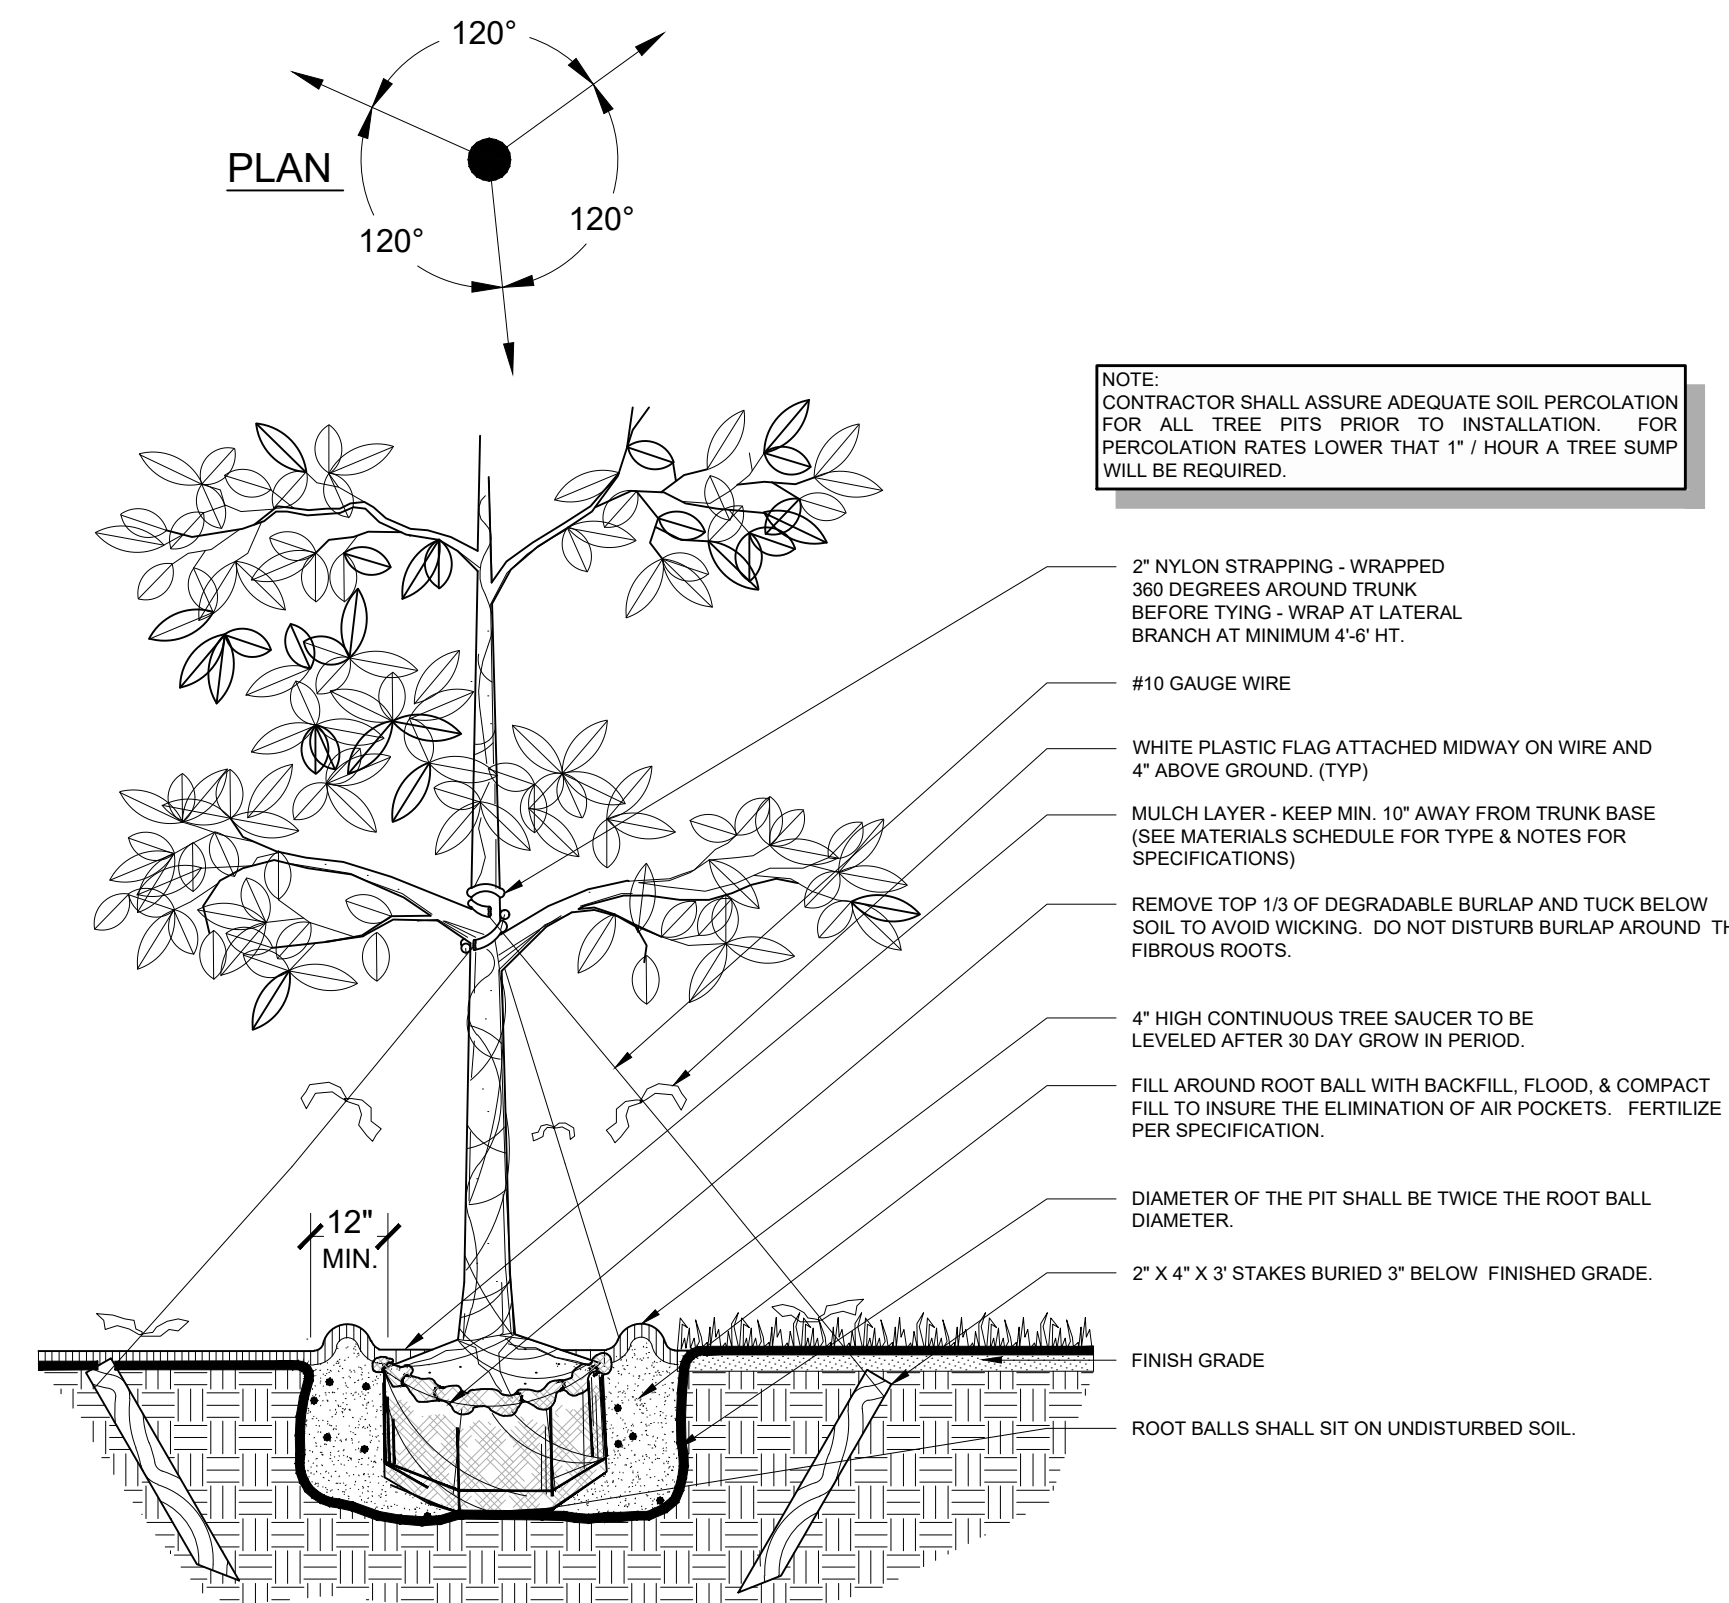 120°
PLAN
120°
120°
NOTE:
CONTRACTOR SHALL ASSURE ADEQUATE SOIL PERCOLATION
FOR ALL TREE PITS PRIOR TO INSTALLATION. FOR
PERCOLATION RATES LOWER THAT 1" / HOUR A TREE SUMP
WILL BE REQUIRED.
2" NYLON STRAPPING - WRAPPED
360 DEGREES AROUND TRUNK
BEFORE TYING - WRAP AT LATERAL
BRANCH AT MINIMUM 4'-6' HT.
#10 GAUGE WIRE
WHITE PLASTIC FLAG ATTACHED MIDWAY ON WIRE AND
4" ABOVE GROUND. (TYP)
MULCH LAYER - KEEP MIN. 10" AWAY FROM TRUNK BASE
(SEE MATERIALS SCHEDULE FOR TYPE & NOTES FOR
SPECIFICATIONS)
REMOVE TOP 1/3 OF DEGRADABLE BURLAP AND TUCK BELOW
SOIL TO AVOID WICKING. DO NOT DISTURB BURLAP AROUND
FIBROUS ROOTS.
4" HIGH CONTINUOUS TREE SAUCER TO BE
LEVELED AFTER 30 DAY GROW IN PERIOD.
FILL AROUND ROOT BALL WITH BACKFILL, FLOOD, & COMPACT
FILL TO INSURE THE ELIMINATION OF AIR POCKETS. FERTILIZE
PER SPECIFICATION.
DIAMETER OF THE PIT SHALL BE TWICE THE ROOT BALL
DIAMETER.
12"
MIN.
2" X 4" X 3' STAKES BURIED 3" BELOW FINISHED GRADE.
FINISH GRADE
ROOT BALLS SHALL SIT ON UNDISTURBED SOIL.